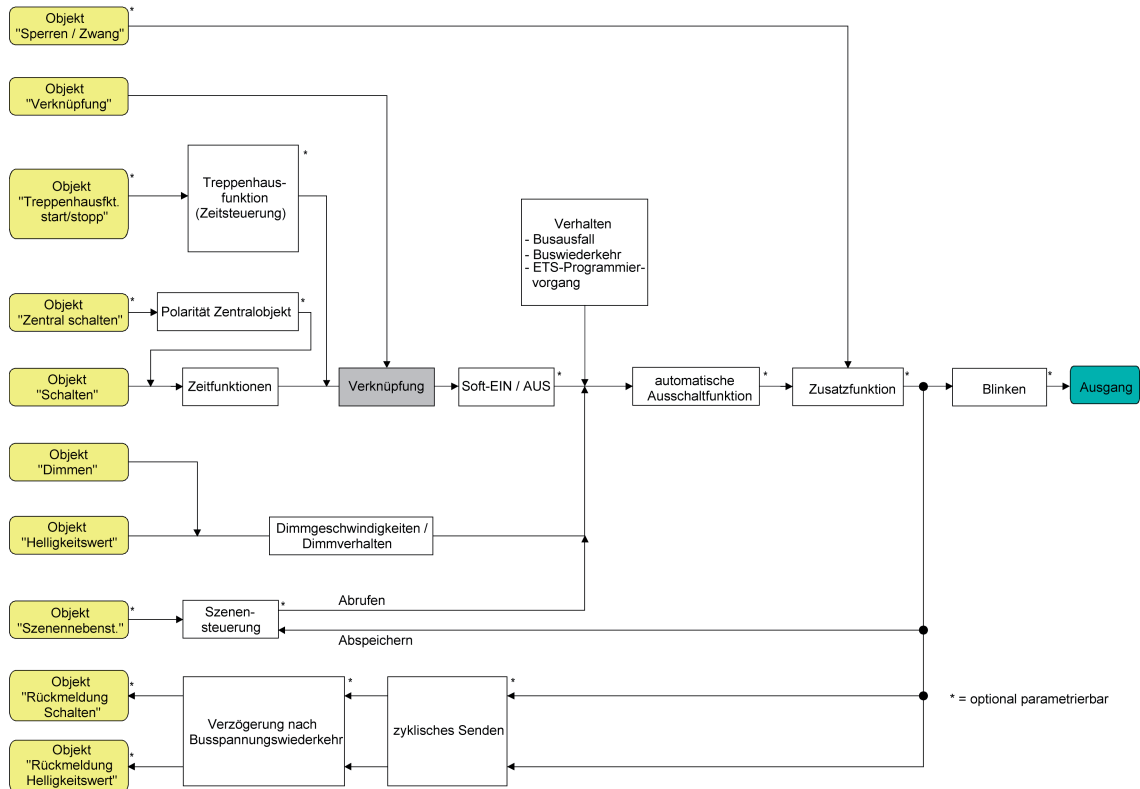 Objekt
"Sperren / Zwang"
*
Objekt
"Verknüpfung"
Objekt
"Treppenhausfkt.
start/stopp"
*
Treppenhaus-
funktion
(Zeitsteuerung)
*
Verhalten
- Busausfall
- Buswiederkehr
- ETS-Programmier-
vorgang
Objekt
"Zentral schalten"
*
Polarität Zentralobjekt
*
Objekt
"Schalten"
Zeitfunktionen
Verknüpfung
Soft-EIN / AUS
*
automatische
Ausschaltfunktion
*
Zusatzfunktion
*
Blinken
*
Ausgang
Objekt
"Dimmen"
Objekt
"Helligkeitswert"
Dimmgeschwindigkeiten /
Dimmverhalten
Objekt
"Szenennebenst."
*
Szenen-
steuerung
*
Abrufen
Abspeichern
Objekt
"Rückmeldung
Schalten"
*
Verzögerung nach
Busspannungswiederkehr
*
zyklisches Senden
*
* = optional parametrierbar
Objekt
"Rückmeldung
Helligkeitswert"
*